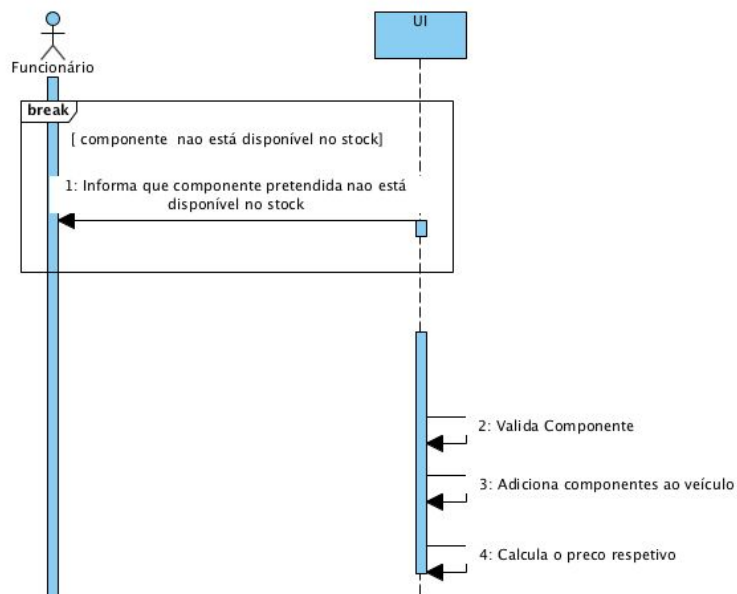 UI
Funcionário
break
[ componente nao está disponível no stock]
1: Informa que componente pretendida nao está
disponível no stock
2: Valida Componente
3: Adiciona componentes ao veículo
4: Calcula o preco respetivo